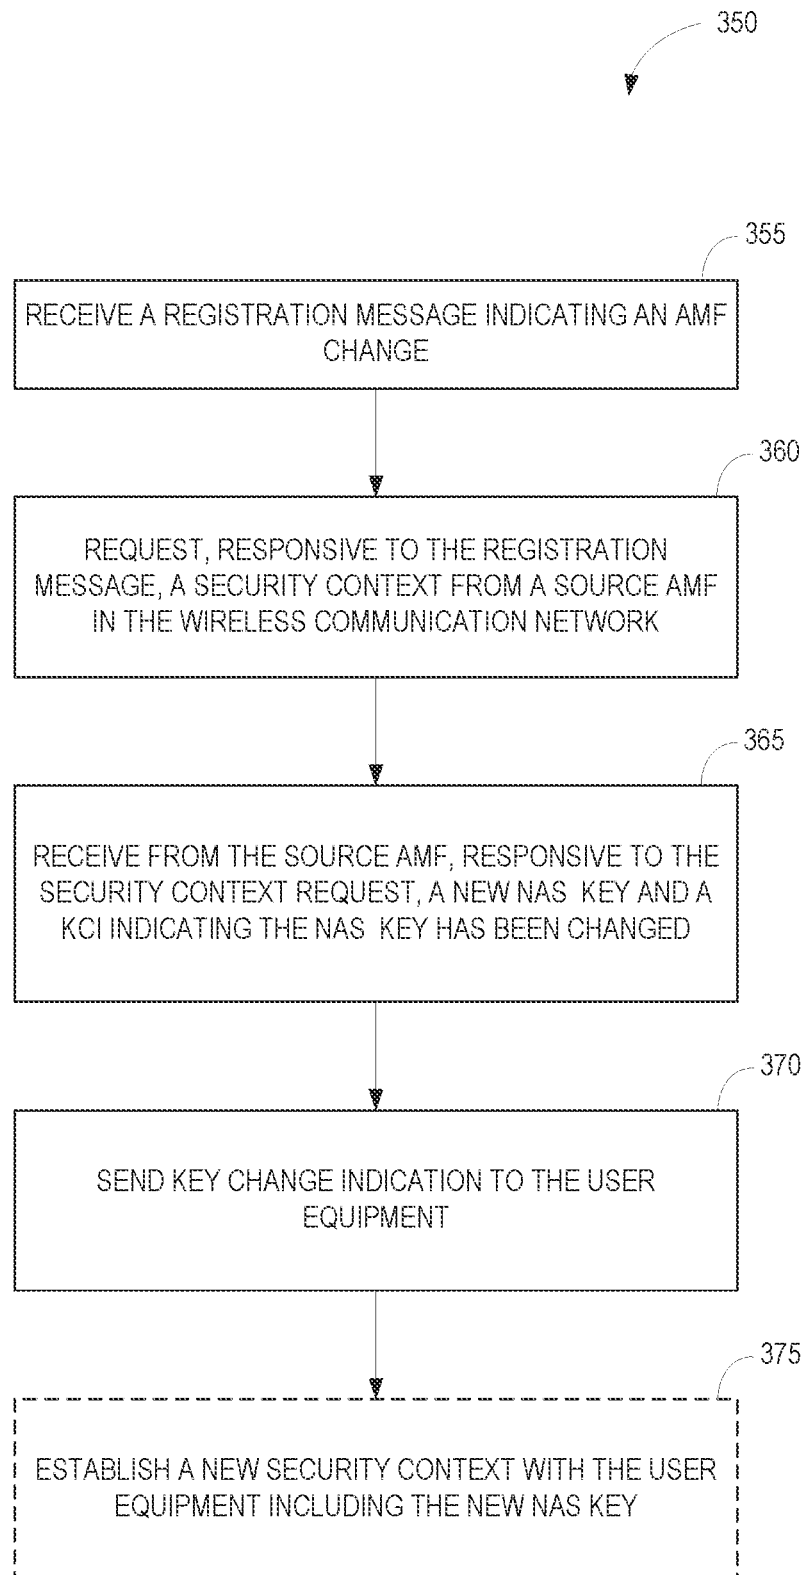 350
355
RECEIVE A REGISTRATION MESSAGE INDICATING AN AMF
CHANGE
360
REQUEST, RESPONSIVE TO THE REGISTRATION
MESSAGE, A SECURITY CONTEXT FROM A SOURCE AMF
IN THE WIRELESS COMMUNICATION NETWORK
365
RECEIVE FROM THE SOURCE AMF, RESPONSIVE TO THE
SECURITY CONTEXT REQUEST, A NEW NAS KEY AND A
KCI INDICATING THE NAS KEY HAS BEEN CHANGED
370
SEND KEY CHANGE INDICATION TO THE USER
EQUIPMENT
375
ESTABLISH A NEW SECURITY CONTEXT WITH THE USER
EQUIPMENT INCLUDING THE NEW NAS KEY